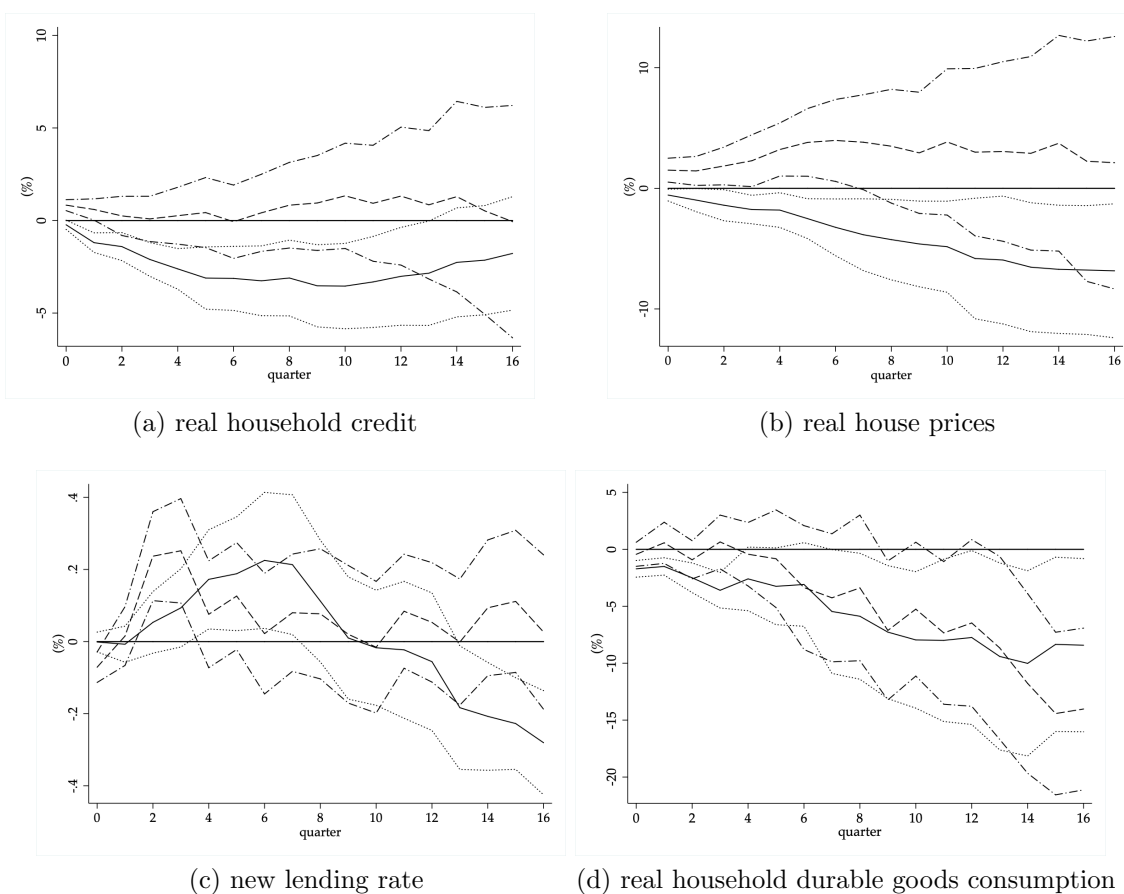 10
5
0
-5
(%)
0 2 4 6 8 10 12 14 16
quarter
(a) real household credit
10
0
-10
(%)
0 2 4 6 8 10 12 14 16
quarter
(b) real house prices
.4
.2
0
-.2
-.4
(%)
0 2 4 6 8 10 12 14 16
quarter
(c) new lending rate
5
0
-5
-10
-15
-20
(%)
0 2 4 6 8 10 12 14 16
quarter
(d) real household durable goods consumption